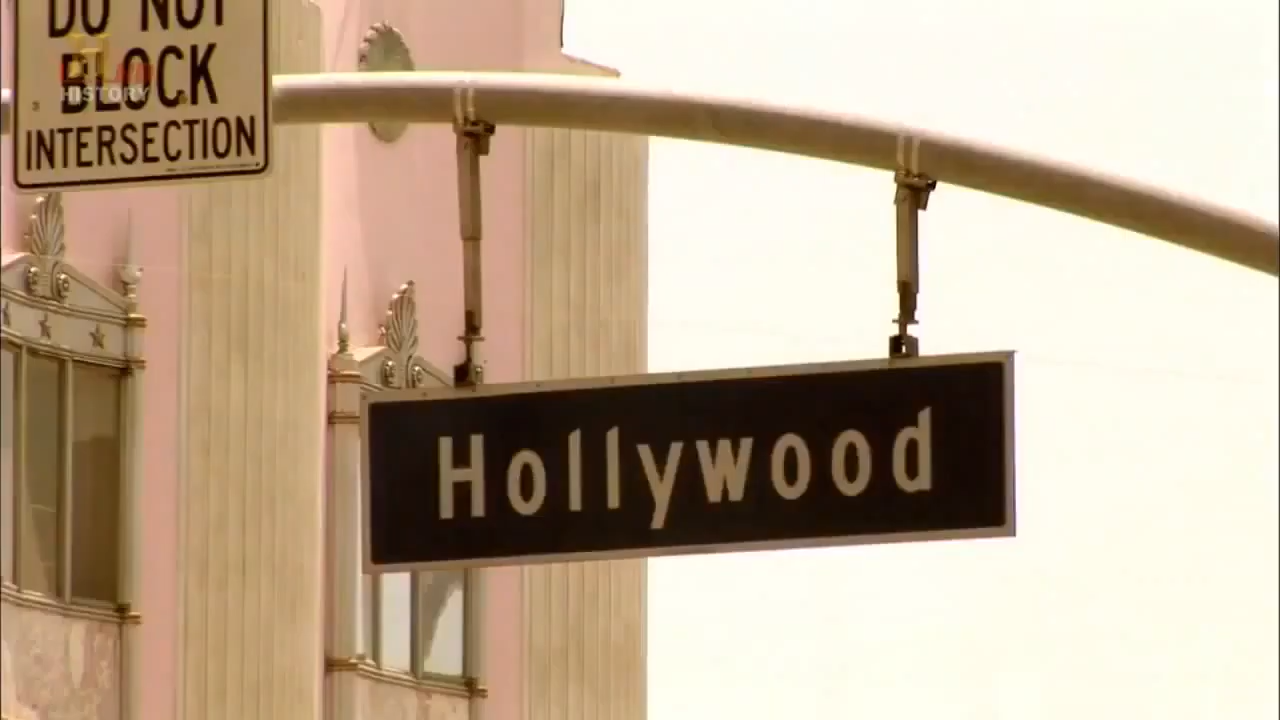 DO NOT
BLOCK
INTERSECTION
HISTORY
Hollywood